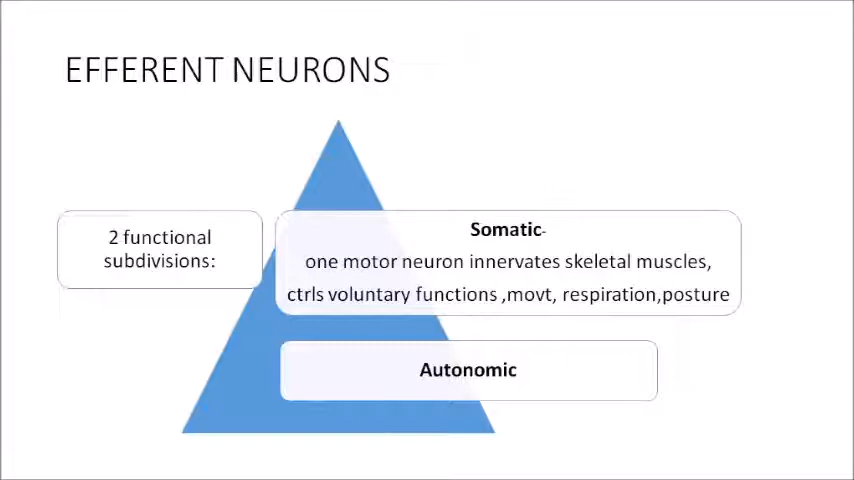 EFFERENT NEURONS
2 functional
subdivisions:
Somatic-
one motor neuron innervates skeletal muscles,
ctrls voluntary functions ,movt, respiration,posture
Autonomic